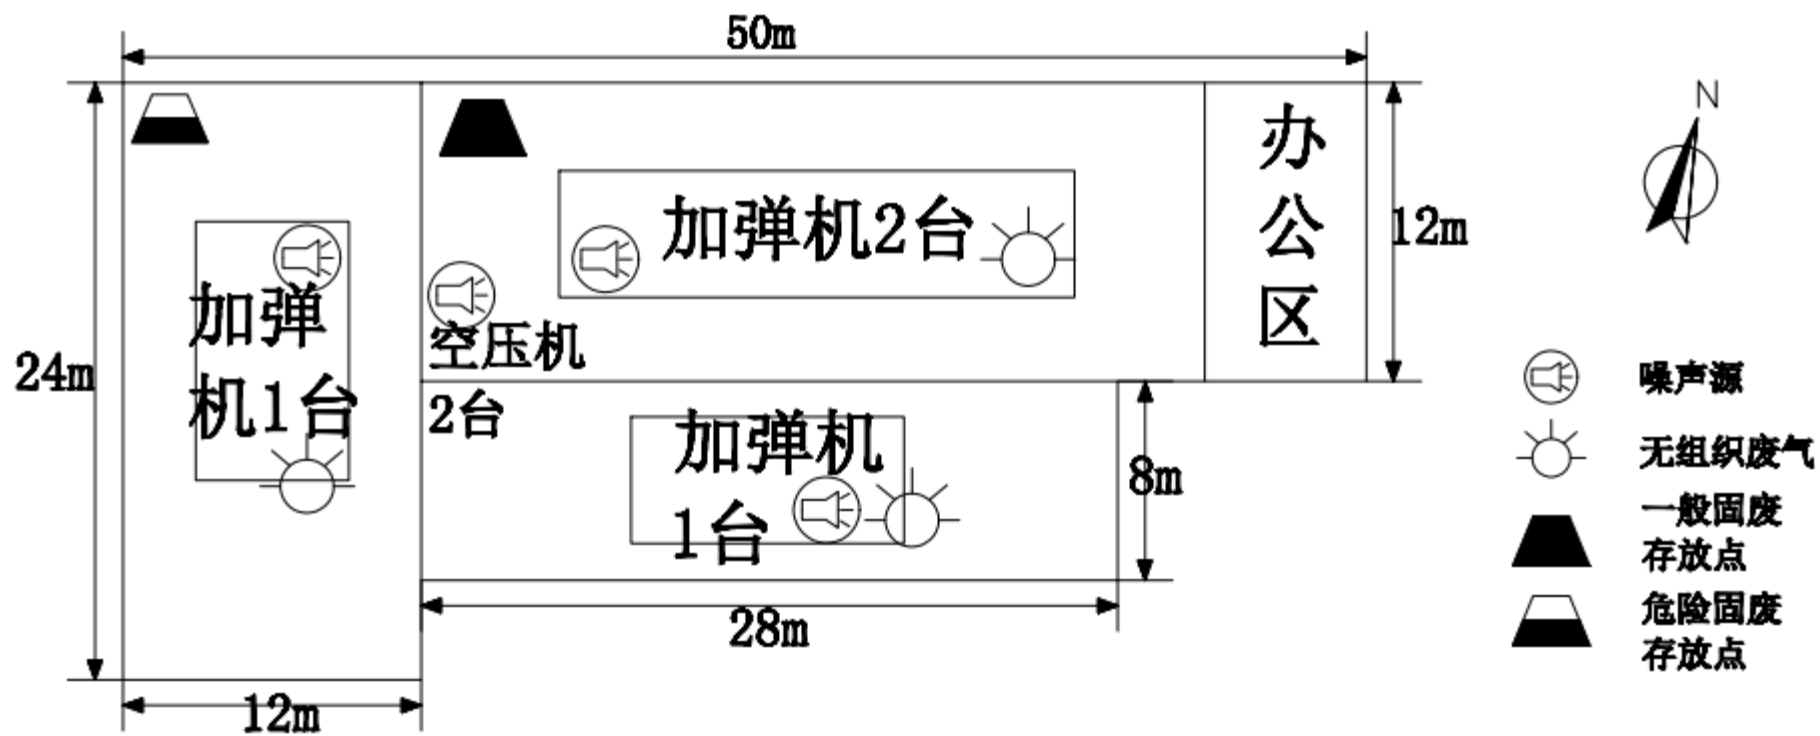 50m
N
办
公
区
加弹机2台
12m
加弹
机1台
空压机
2台
24m
加弹机
1台
8m
28m
12m
噪声源
无组织废气
一般固废
存放点
危险固废
存放点